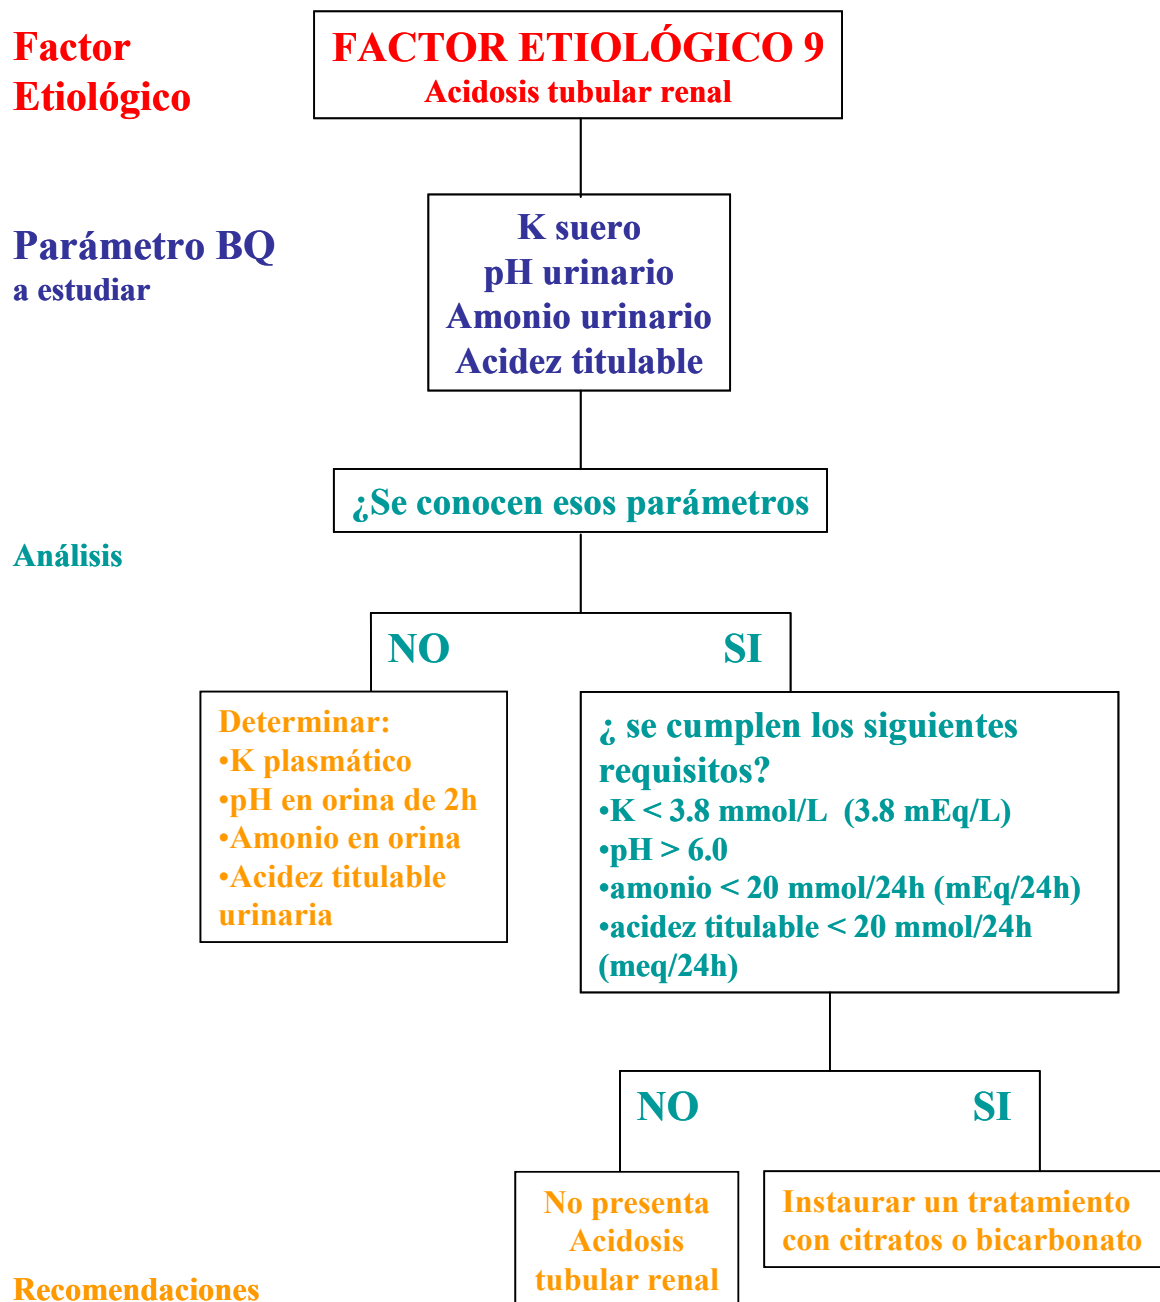 Factor
Etiológico
FACTOR ETIOLÓGICO 9
Acidosis tubular renal
Parámetro BQ
a estudiar
K suero
pH urinario
Amonio urinario
Acidez titulable
¿Se conocen esos parámetros
Análisis
NO
SI
Determinar:
•K plasmático
•pH en orina de 2h
•Amonio en orina
•Acidez titulable
urinaria
¿ se cumplen los siguientes
requisitos?
•K < 3.8 mmol/L (3.8 mEq/L)
•pH > 6.0
•amonio < 20 mmol/24h (mEq/24h)
•acidez titulable < 20 mmol/24h
(meq/24h)
NO
SI
No presenta
Acidosis
tubular renal
Instaurar un tratamiento
con citratos o bicarbonato
Recomendaciones